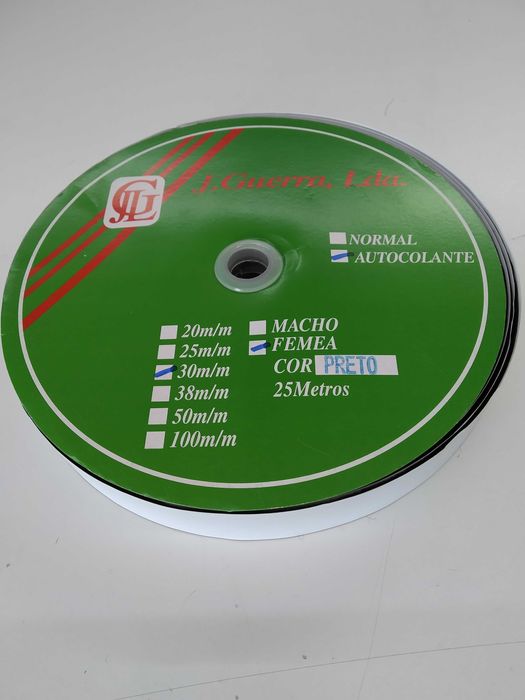 JGL
J.Guerra, Lda.
NORMAL
AUTOCOLANTE
20m/m
25m/m
30m/m
38m/m
50m/m
100m/m
MACHO
FEMEA
COR PRETO
25Metros